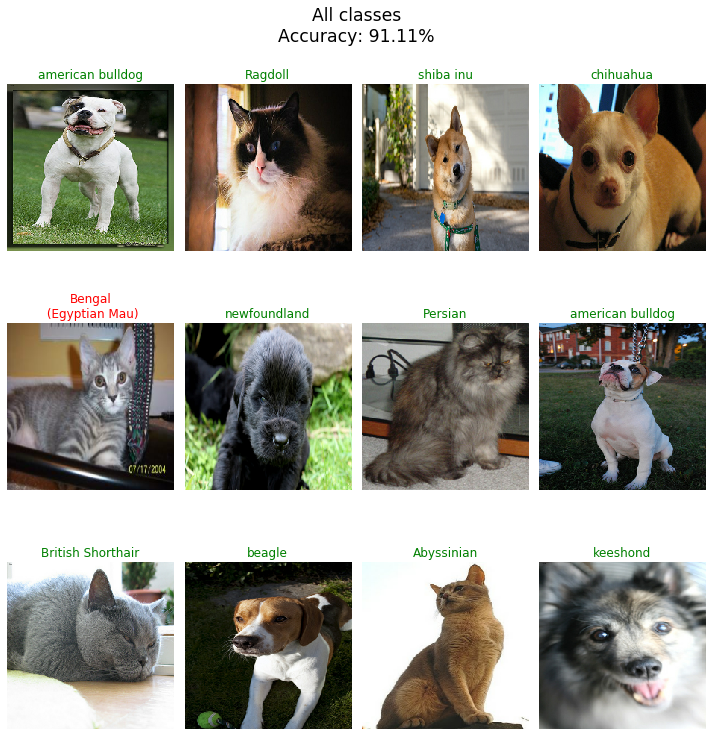 All classes
Accuracy: 91.11%
american bulldog
Ragdoll
shiba inu
chihuahua
Bengal
(Egyptian Mau)
newfoundland
Persian
american bulldog
07/17/2004
British Shorthair
beagle
Abyssinian
keeshond